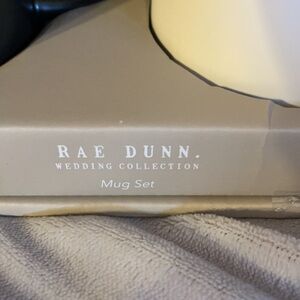 RAE DUNN.
WEDDING COLLECTION
Mug Set